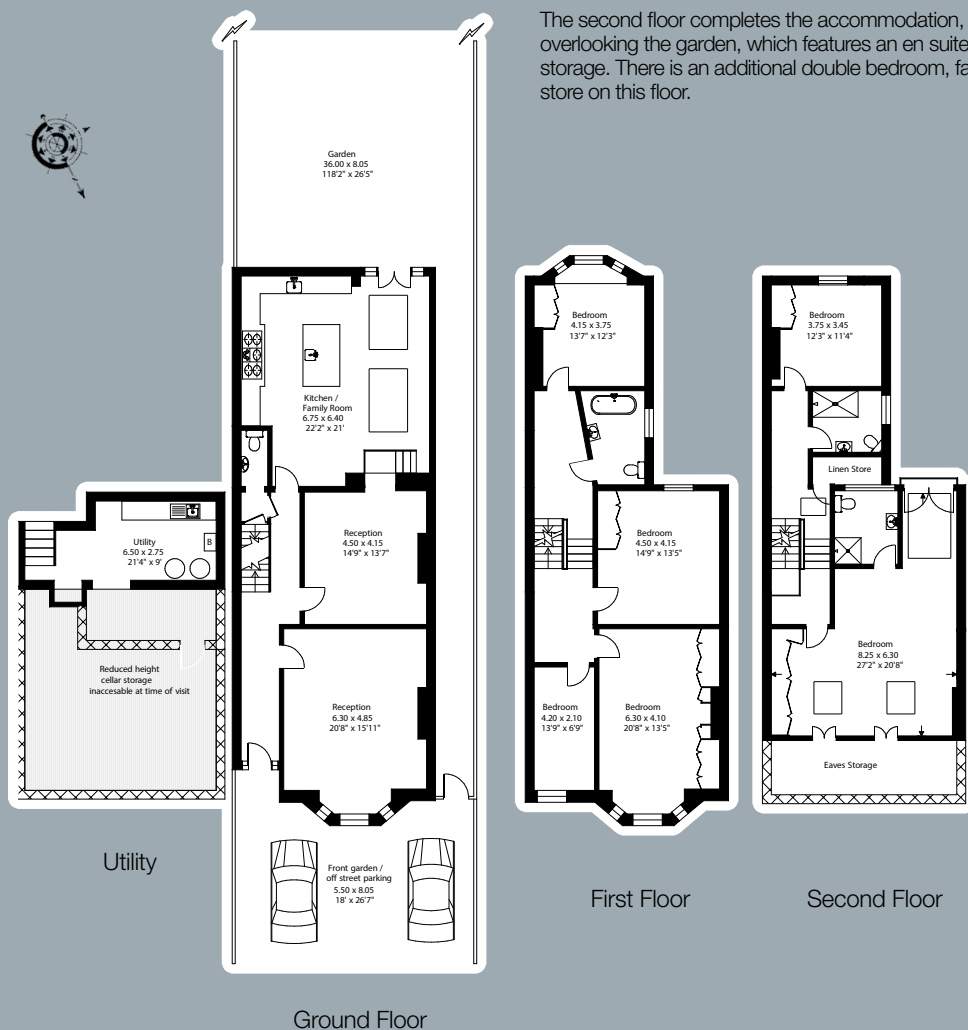 The second floor completes the accommodation,
overlooking the garden, which features an en suite
storage. There is an additional double bedroom, fa
store on this floor.
Garden
36.00 x 8.05
118'2" x 26'5"
Kitchen /
Family Room
6.75 x 6.40
22'2" x 21'
Reception
4.50 x 4.15
14'9" x 13'7"
Reception
6.30 x 4.85
20'8" x 15'11"
Front garden /
off street parking
5.50 x 8.05
18' x 26'7"
Ground Floor
Utility
6.50 x 2.75
21'4" x 9'
B
Reduced height
cellar storage
inaccesable at time of visit
Utility
Bedroom
4.15 x 3.75
13'7" x 12'3"
Bedroom
4.50 x 4.15
14'9" x 13'5"
Bedroom
4.20 x 2.10
13'9" x 6'9"
Bedroom
6.30 x 4.10
20'8" x 13'5"
First Floor
Bedroom
3.75 x 3.45
12'3" x 11'4"
Linen Store
Bedroom
8.25 x 6.30
27'2" x 20'8"
Eaves Storage
Second Floor